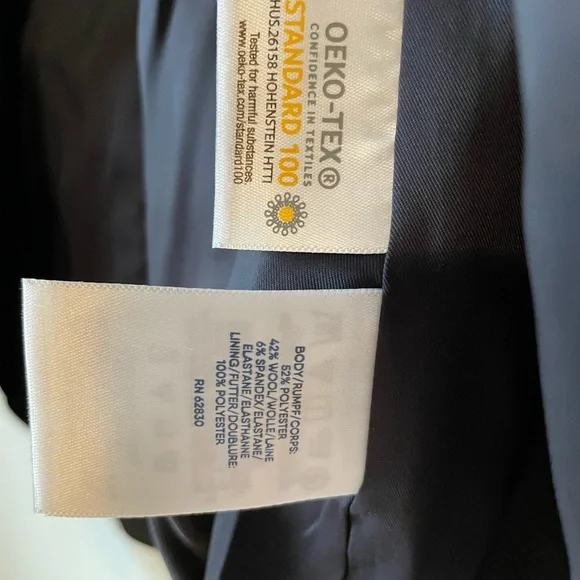 OEKO-TEX®
CONFIDENCE IN TEXTILES
STANDARD 100
HUS.26158 HOHENSTEIN HTTI
Tested for harmful substances.
www.oeko-tex.com/standard100
BODY/RUMPF/CORPS:
52% POLYESTER
42% WOOL/WOLLE/LAINE
6% SPANDEX/ELASTANE/
ELASTANE/ELASTHANNE
LINING/FUTTER/DOUBLURE:
100% POLYESTER
RN 62830